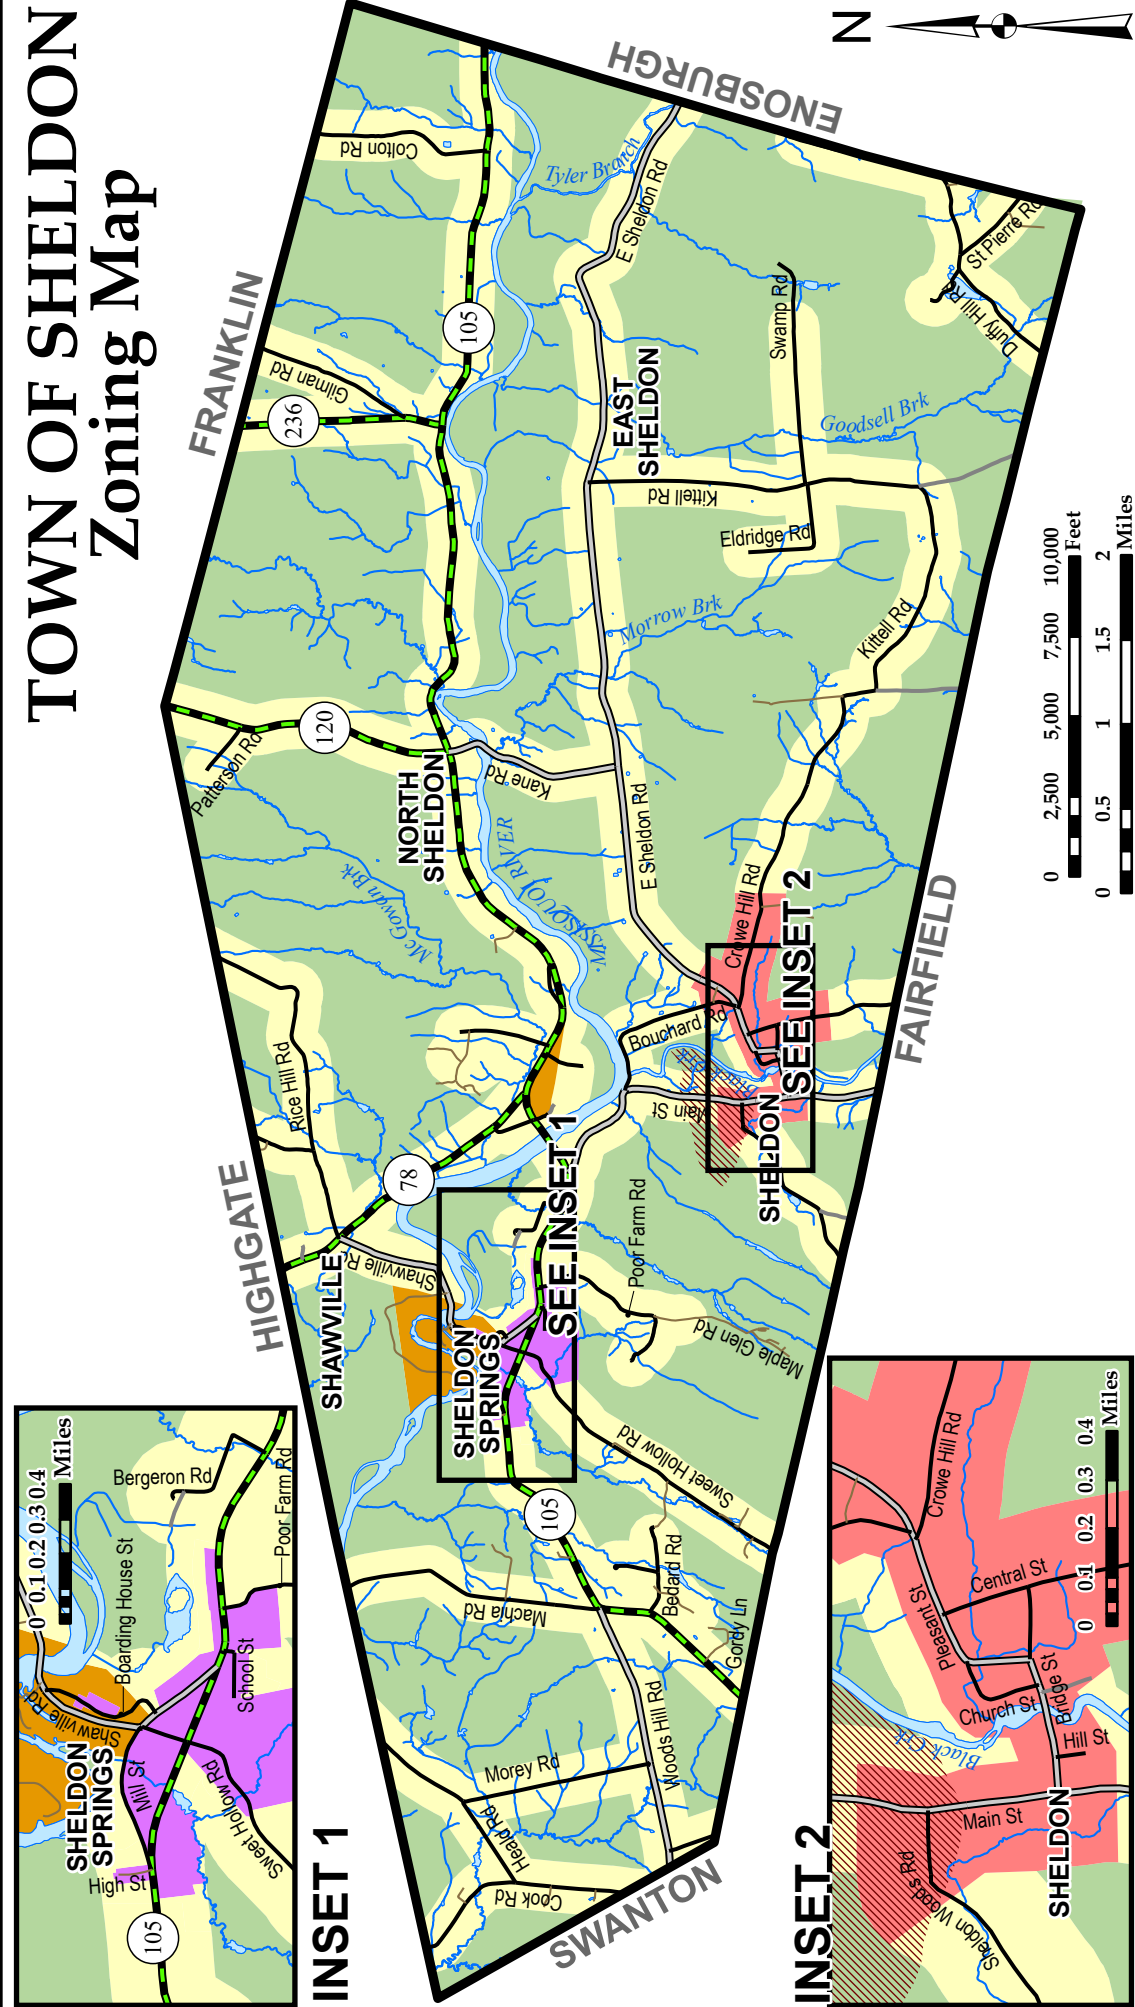 TOWN OF SHELDON
Zoning Map
FRANKLIN
HIGHGATE
ENOSBURGH
FAIRFIELD
SWANTON
N
Colton Rd
Gilman Rd
236
105
Tyler Branch
E Sheldon Rd
EAST
SHELDON
Swamp Rd
St Pierre Rd
Duffy Hill Rd
Goodsell Brk
Kittell Rd
Eldridge Rd
Morrow Brk
Kittell Rd
Patterson Rd
120
NORTH
SHELDON
Kane Rd
E Sheldon Rd
MISSISQUOI RIVER
Mc Gowan Brk
Crowe Hill Rd
SEE INSET 2
Bouchard Rd
Black Crk
Main St
SHELDON
Rice Hill Rd
78
SHAWVILLE
Shawville Rd
SEE INSET 1
SHELDON
SPRINGS
Poor Farm Rd
Maple Glen Rd
Sweet Hollow Rd
105
Bedard Rd
Machia Rd
Gordy Ln
Woods Hill Rd
Morey Rd
Heald Rd
Cook Rd
0 2,500 5,000 7,500 10,000
Feet
0 0.5 1 1.5 2
Miles
INSET 1
0 0.1 0.2 0.3 0.4
Miles
Bergeron Rd
Boarding House St
Poor Farm Rd
School St
Shawville Rd
SHELDON
SPRINGS
Mill St
Sweet Hollow Rd
High St
105
INSET 2
Crowe Hill Rd
Central St
Pleasant St
Church St
Bridge St
Hill St
Black Crk
Main St
SHELDON
Sheldon Woods Rd
0 0.1 0.2 0.3 0.4
Miles